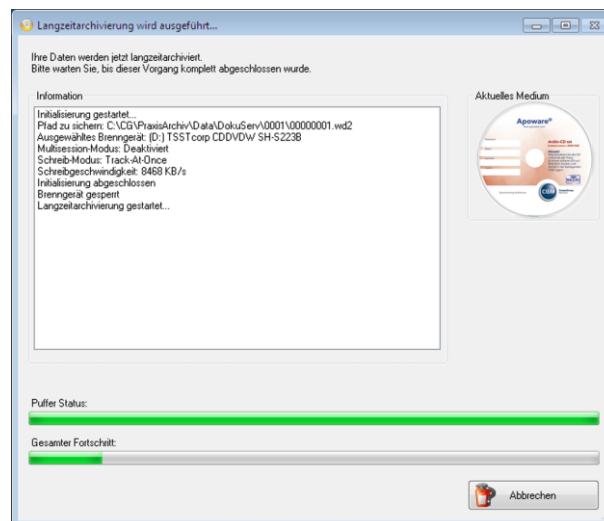 Langzeitarchivierung wird ausgeführt...
Ihre Daten werden jetzt langzeitarchiviert.
Bitte warten Sie, bis dieser Vorgang komplett abgeschlossen wurde.
Information
Initialisierung gestartet...
Pfad zu sichern: C:\CG\PraxisArchiv\Data\DokuServ\0001\00000001.wd2
Ausgewähltes Brenngerät: (D:) TSSTcorp CDDVDW SH-S223B
Multisession-Modus: Deaktiviert
Schreib-Modus: Track-At-Once
Schreibgeschwindigkeit: 8468 KB/s
Initialisierung abgeschlossen
Brenngerät gesperrt
Langzeitarchivierung gestartet...
Aktuelles Medium
Apoware®
Archiv-CD rot
CGM
Puffer Status:
Gesamter Fortschritt:
Abbrechen